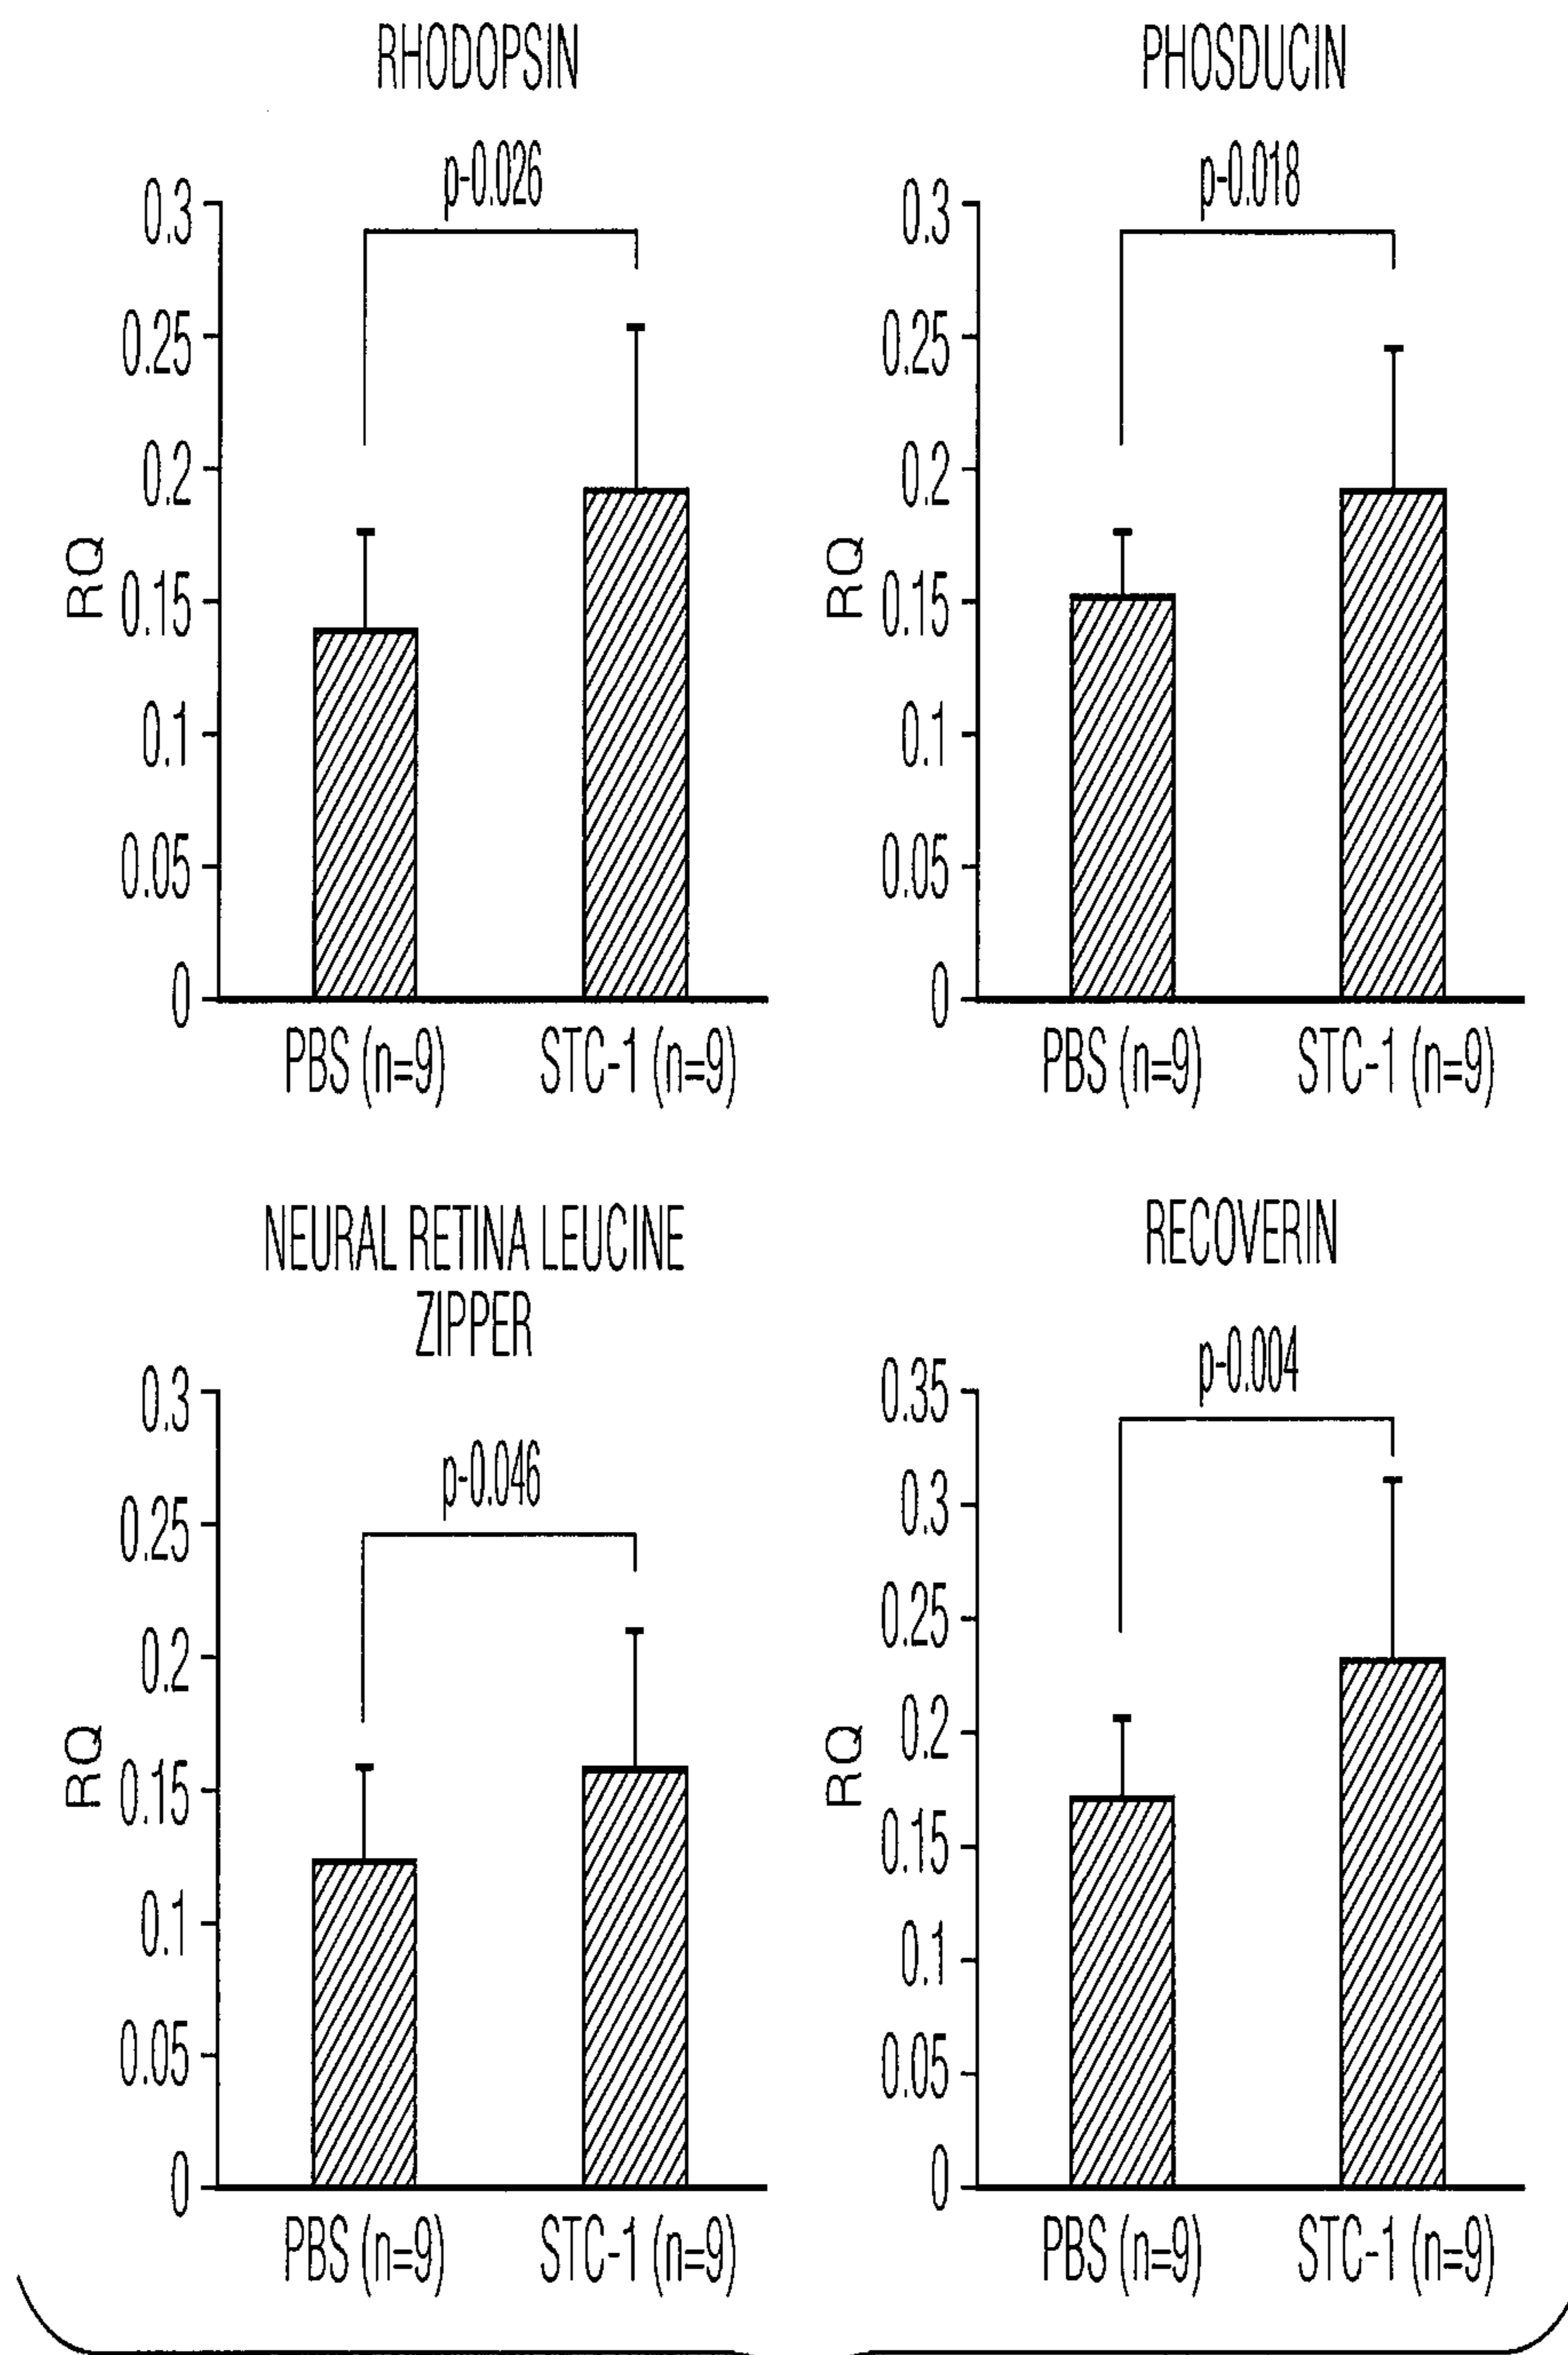 RHODOPSIN
p-0.026
0.3
0.25
0.2
0.15
0.1
0.05
0
RQ
PBS (n=9) STC-1 (n=9)
PHOSDUCIN
p-0.018
0.3
0.25
0.2
0.15
0.1
0.05
0
RQ
PBS (n=9) STC-1 (n=9)
NEURAL RETINA LEUCINE
ZIPPER
0.3
p-0.046
0.25
0.2
0.15
0.1
0.05
0
RQ
PBS (n=9) STC-1 (n=9)
RECOVERIN
p-0.004
0.35
0.3
0.25
0.2
0.15
0.1
0.05
0
RQ
PBS (n=9) STC-1 (n=9)